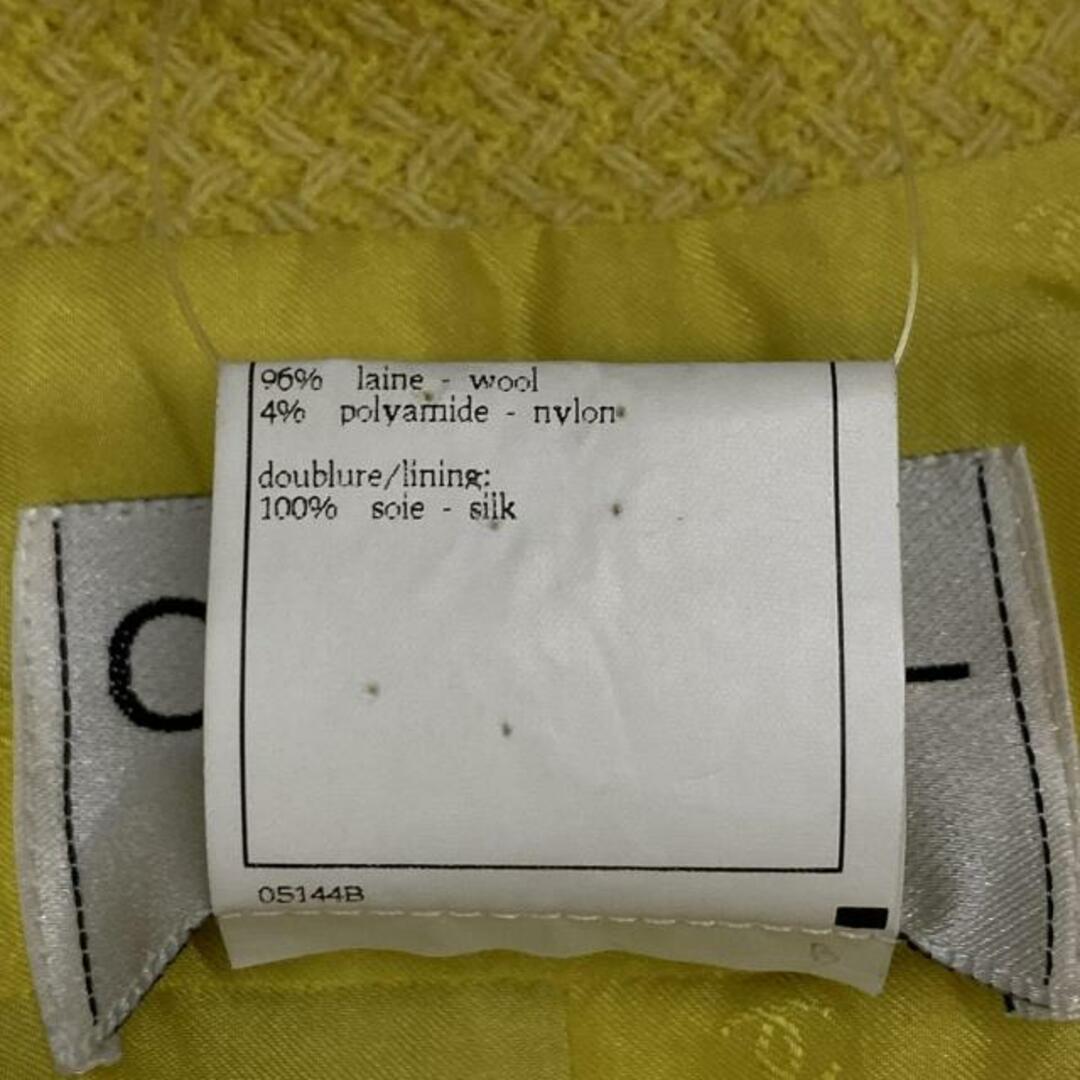 96% laine - wool
4% polyamide - nylon
doublure/lining:
100% soie - silk
05144B